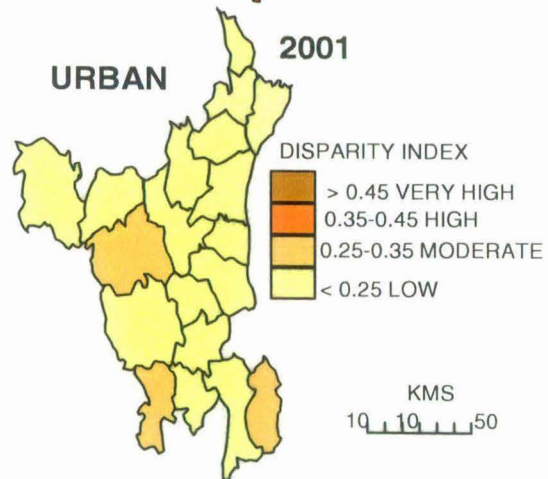 2001
URBAN
DISPARITY INDEX
> 0.45 VERY HIGH
0.35-0.45 HIGH
0.25-0.35 MODERATE
< 0.25 LOW
KMS
10 10 50